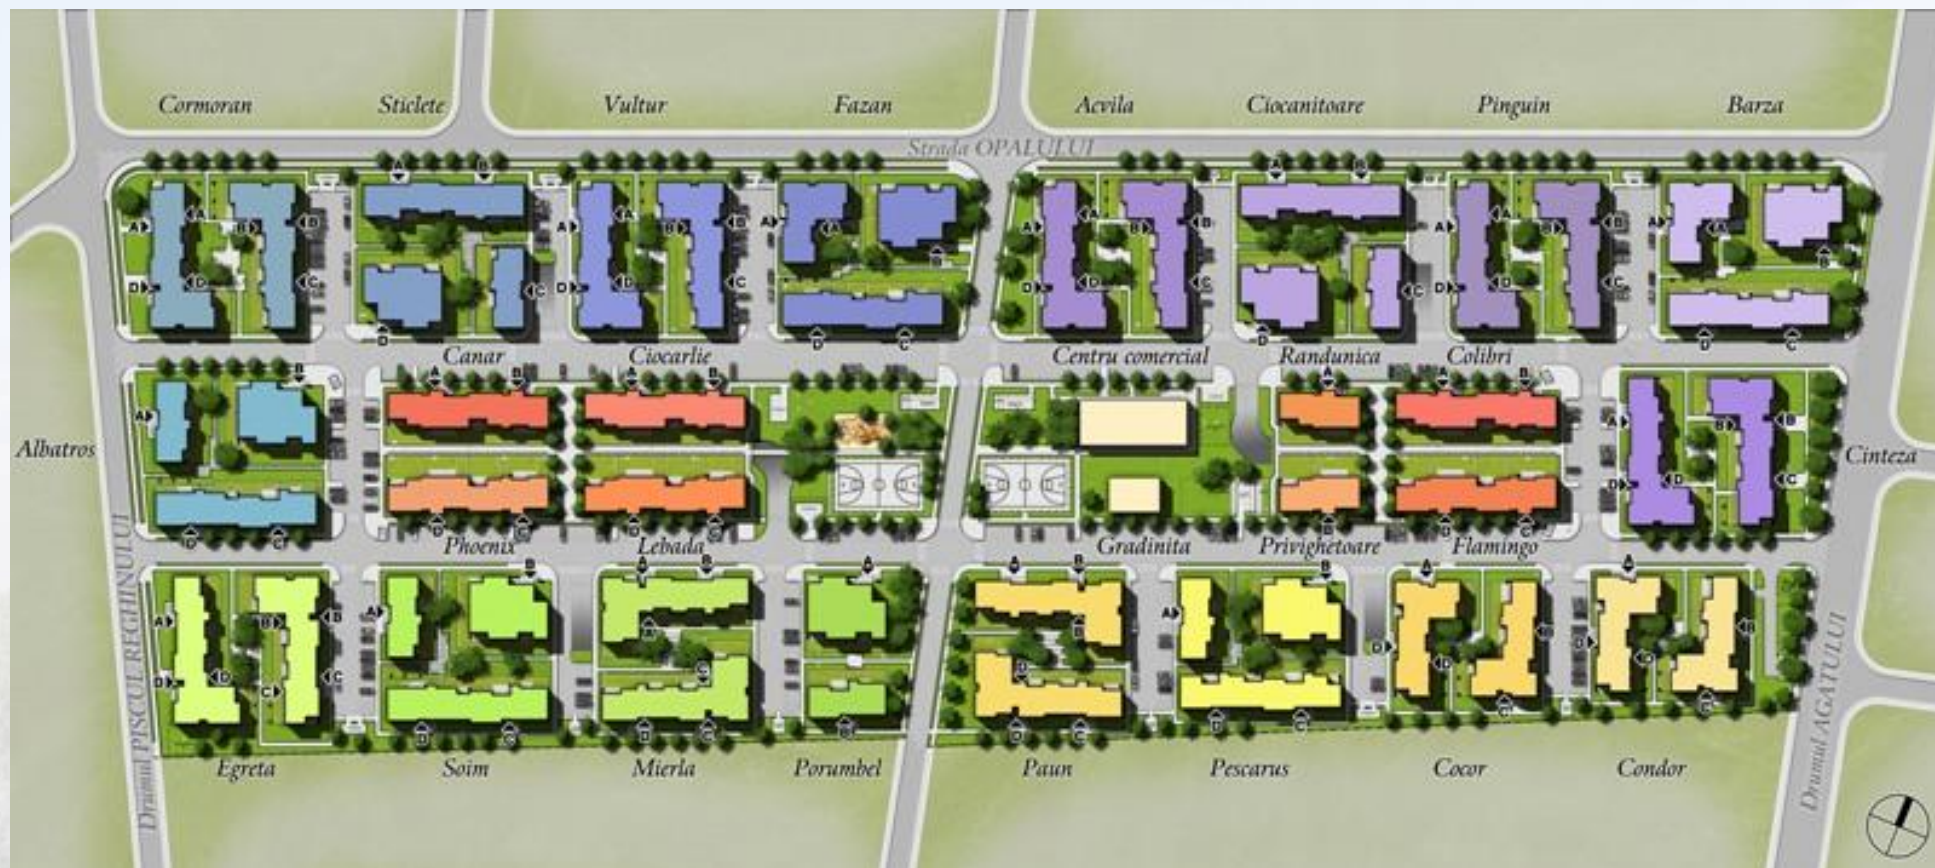 Cormoran Sticlete Vultur Fazan Acvila Ciocanitoare Pinguin Barza
Strada OPALULUI
A B A B
A A B B A A B A A A B B A A B B A A B
D D C C D D C D C D D C C D D C D C
D D
Canar Ciocarlie Centru comercial Randunica Colibri
B A B A B A A B
A A B B
Albatros D D C Cinteza
D C D C D C B D C
Phoenix Lebada Gradinita Privighetoare Flamingo
B A B A A B B A A
A B B A A B A D B D B
D D C C C D D D
D C D C B D C D C C C
Egreta Soim Mierla Porumbel Paun Pescarus Cocor Condor
Drumul PISCUL REGHINULUI
Drumul AGATULUI